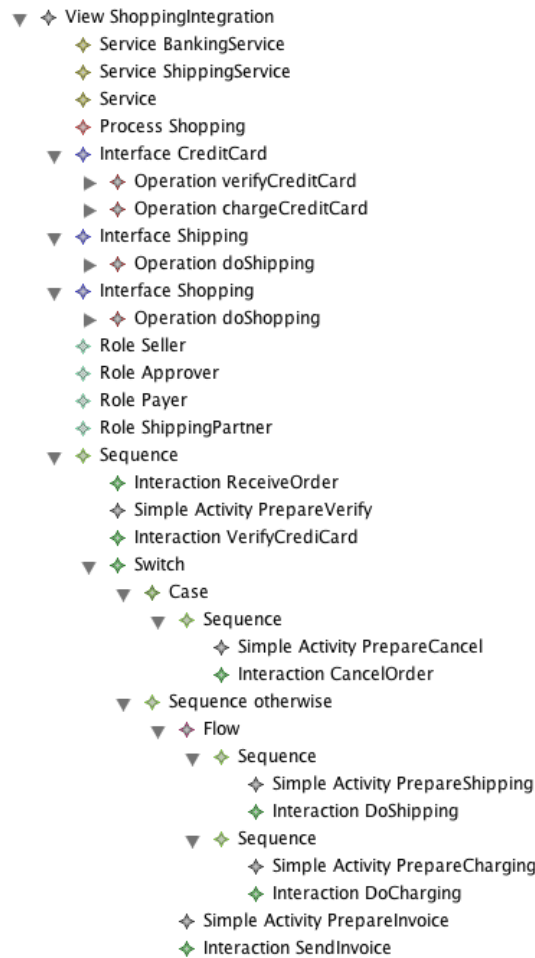 View ShoppingIntegration
Service BankingService
Service ShippingService
Service
Process Shopping
Interface CreditCard
Operation verifyCreditCard
Operation chargeCreditCard
Interface Shipping
Operation doShipping
Interface Shopping
Operation doShopping
Role Seller
Role Approver
Role Payer
Role ShippingPartner
Sequence
Interaction ReceiveOrder
Simple Activity PrepareVerify
Interaction VerifyCrediCard
Switch
Case
Sequence
Simple Activity PrepareCancel
Interaction CancelOrder
Sequence otherwise
Flow
Sequence
Simple Activity PrepareShipping
Interaction DoShipping
Sequence
Simple Activity PrepareCharging
Interaction DoCharging
Simple Activity PrepareInvoice
Interaction SendInvoice